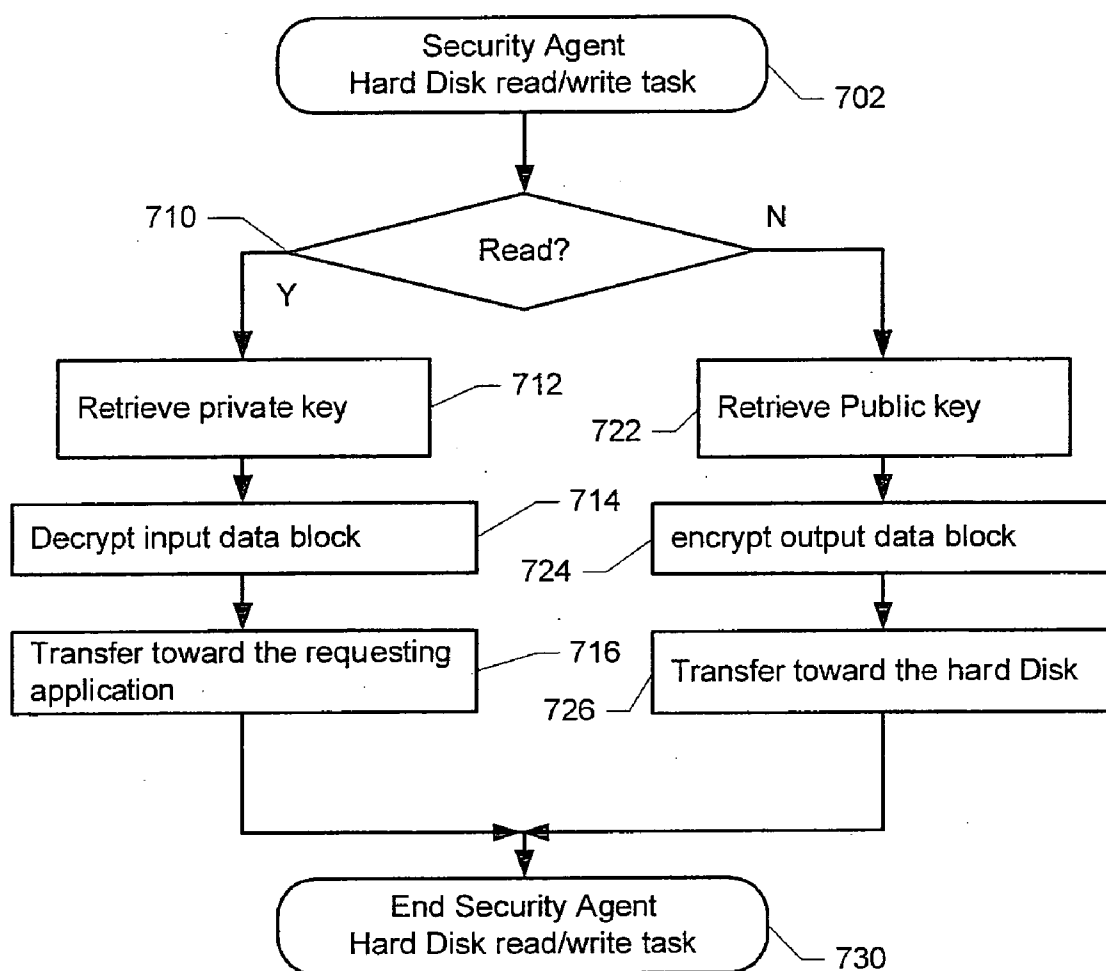 Security Agent
Hard Disk read/write task
702
710
Read?
N
Y
Retrieve private key
712
722
Retrieve Public key
Decrypt input data block
714
724
encrypt output data block
Transfer toward the requesting
application
716
726
Transfer toward the hard Disk
End Security Agent
Hard Disk read/write task
730